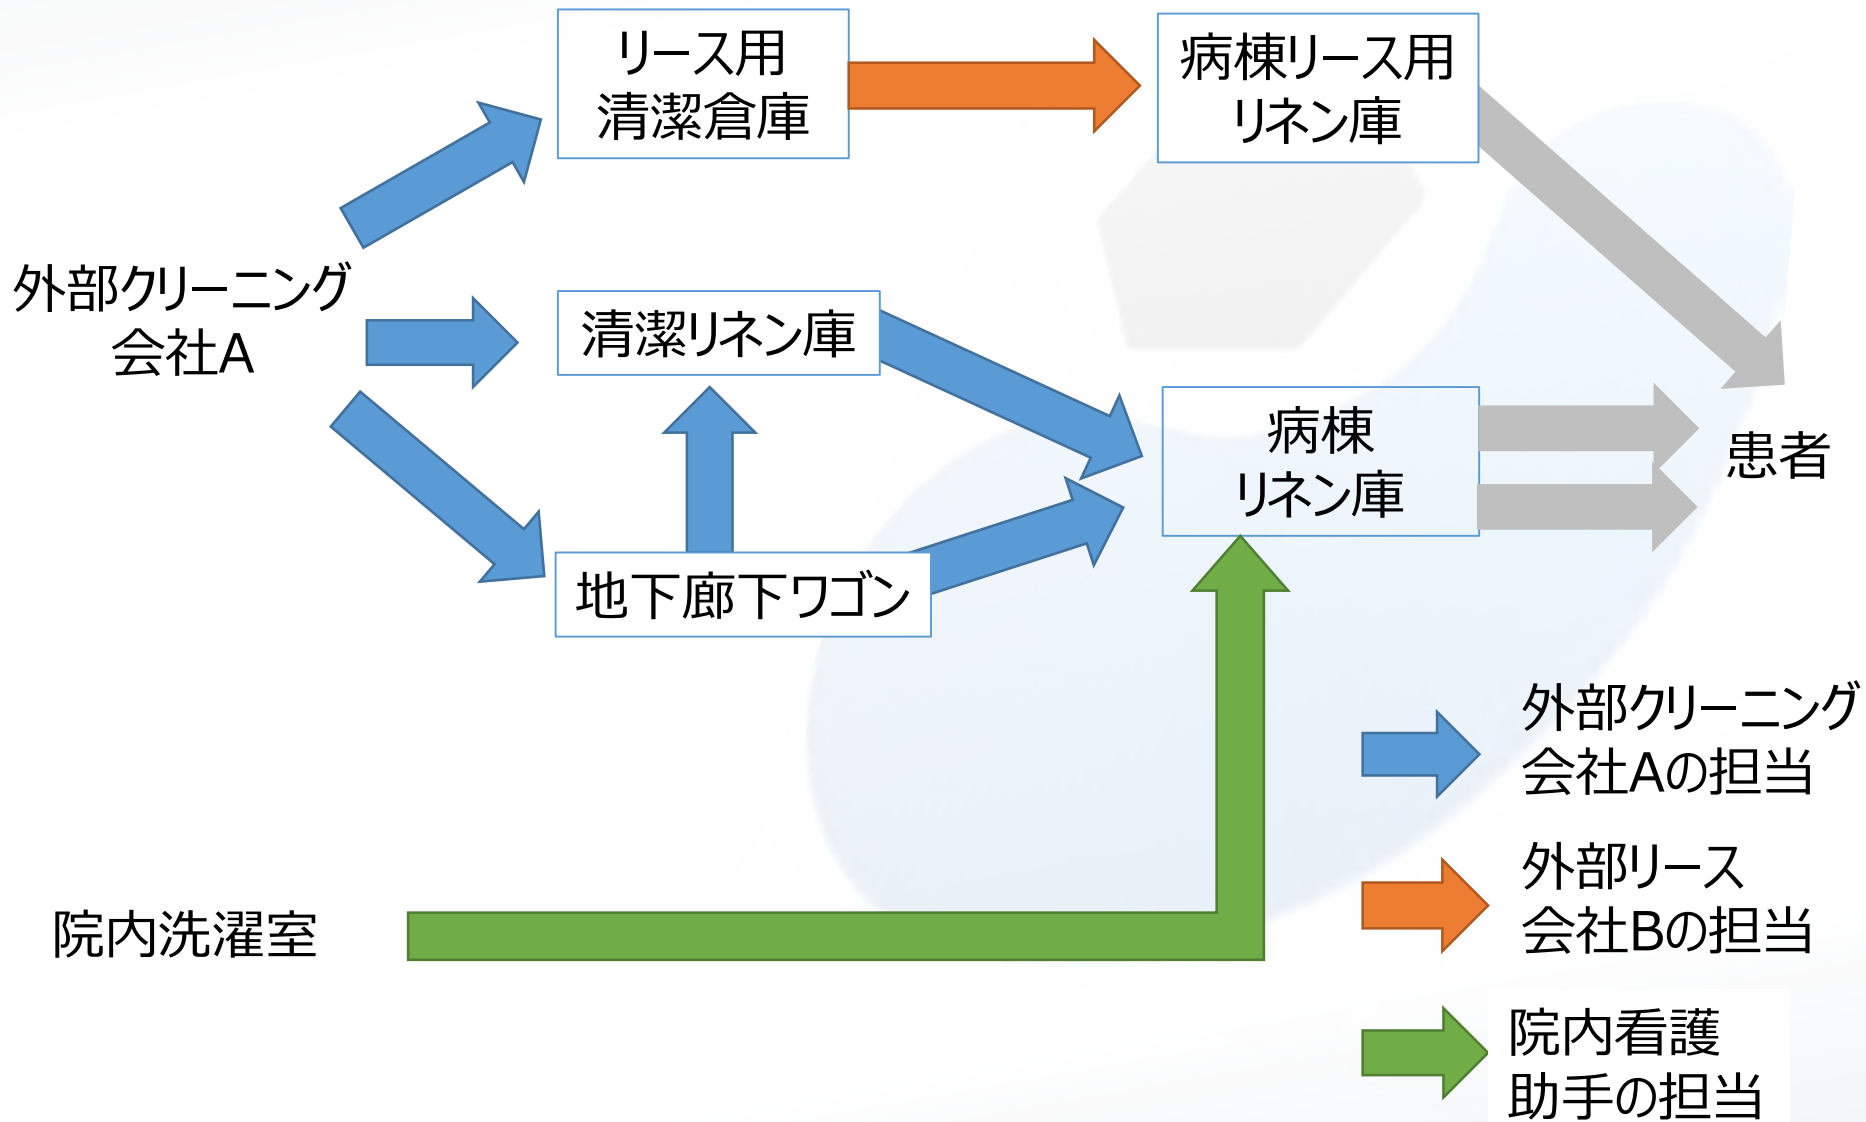 リース用
清潔倉庫
病棟リース用
リネン庫
外部クリーニング
会社A
清潔リネン庫
病棟
リネン庫
患者
地下廊下ワゴン
院内洗濯室
外部クリーニング
会社Aの担当
外部リース
会社Bの担当
院内看護
助手の担当